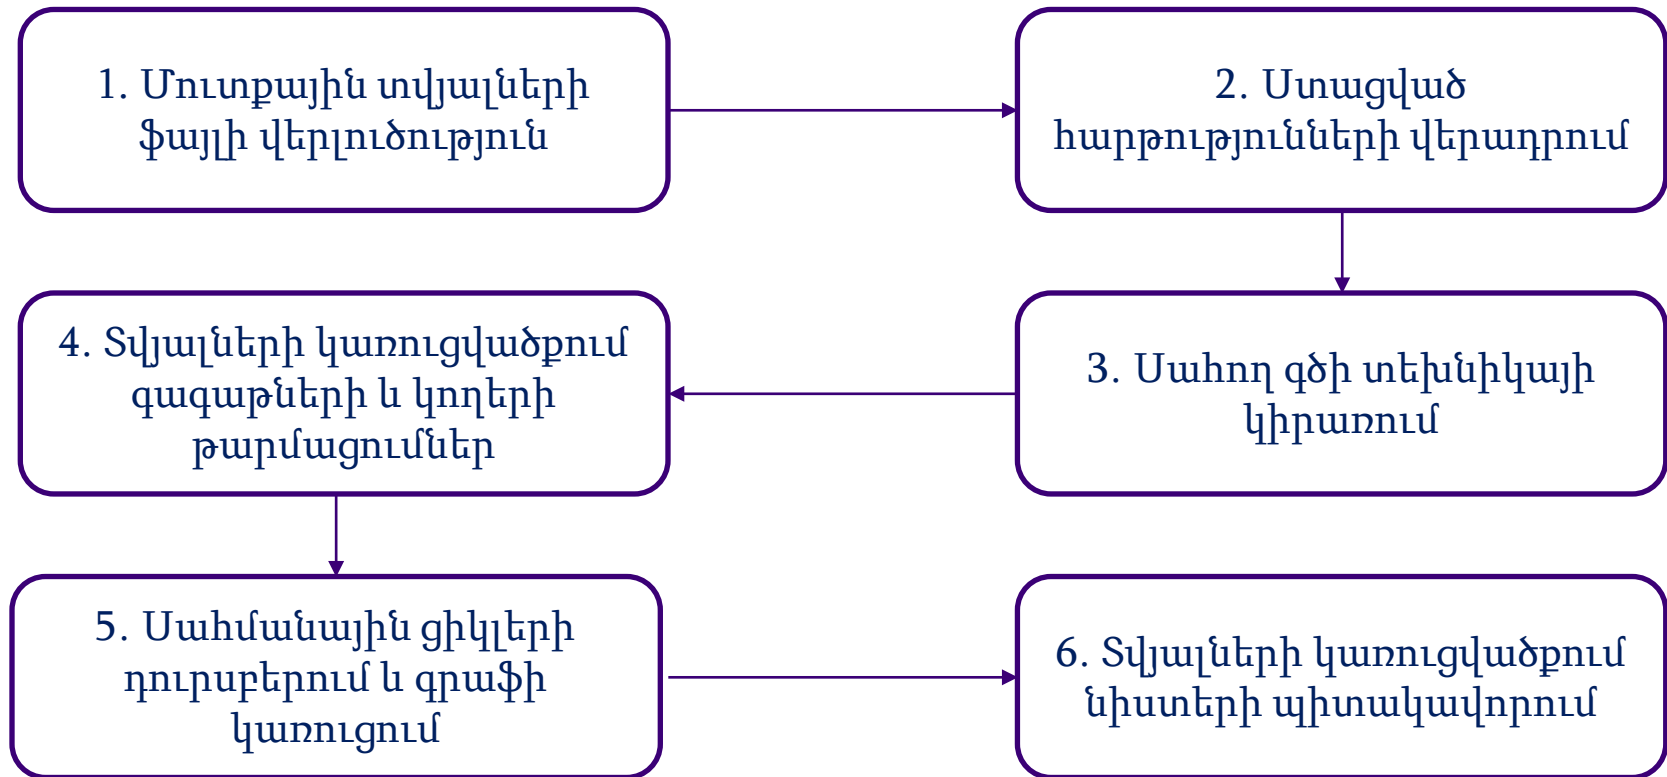 1. Մուտքային տվյալների
ֆայլի վերլուծություն
2. Ստացված
հարթությունների վերադրում
3. Սահող գծի տեխնիկայի
կիրառում
4. Տվյալների կառուցվածքում
գագաթների և կողերի
թարմացումներ
5. Սահմանային ցիկլերի
դուրսբերում և գրաֆի
կառուցում
6. Տվյալների կառուցվածքում
նիստերի պիտակավորում